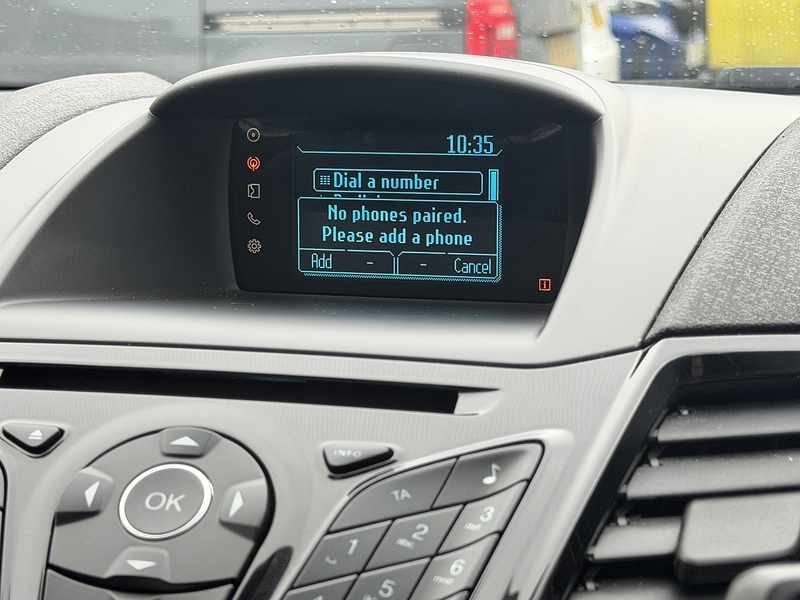 10:35
Dial a number
No phones paired.
Please add a phone
Add - - Cancel
i
INFO
OK
TA
1
2 abc
3 def
5
6